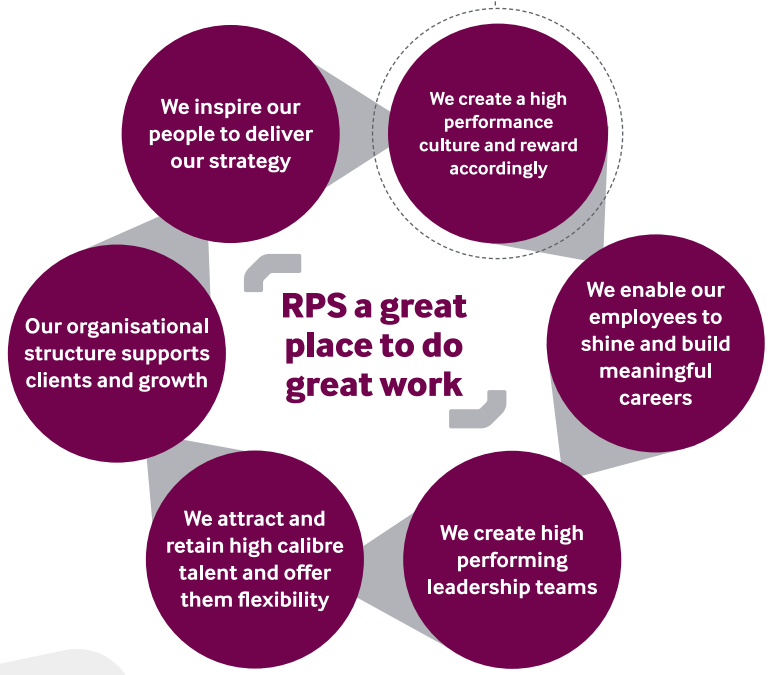 We inspire our
people to deliver
our strategy
We create a high
performance
culture and reward
accordingly
We enable our
employees to
shine and build
meaningful
careers
We create high
performing
leadership teams
We attract and
retain high calibre
talent and offer
them flexibility
Our organisational
structure supports
clients and growth
RPS a great
place to do
great work